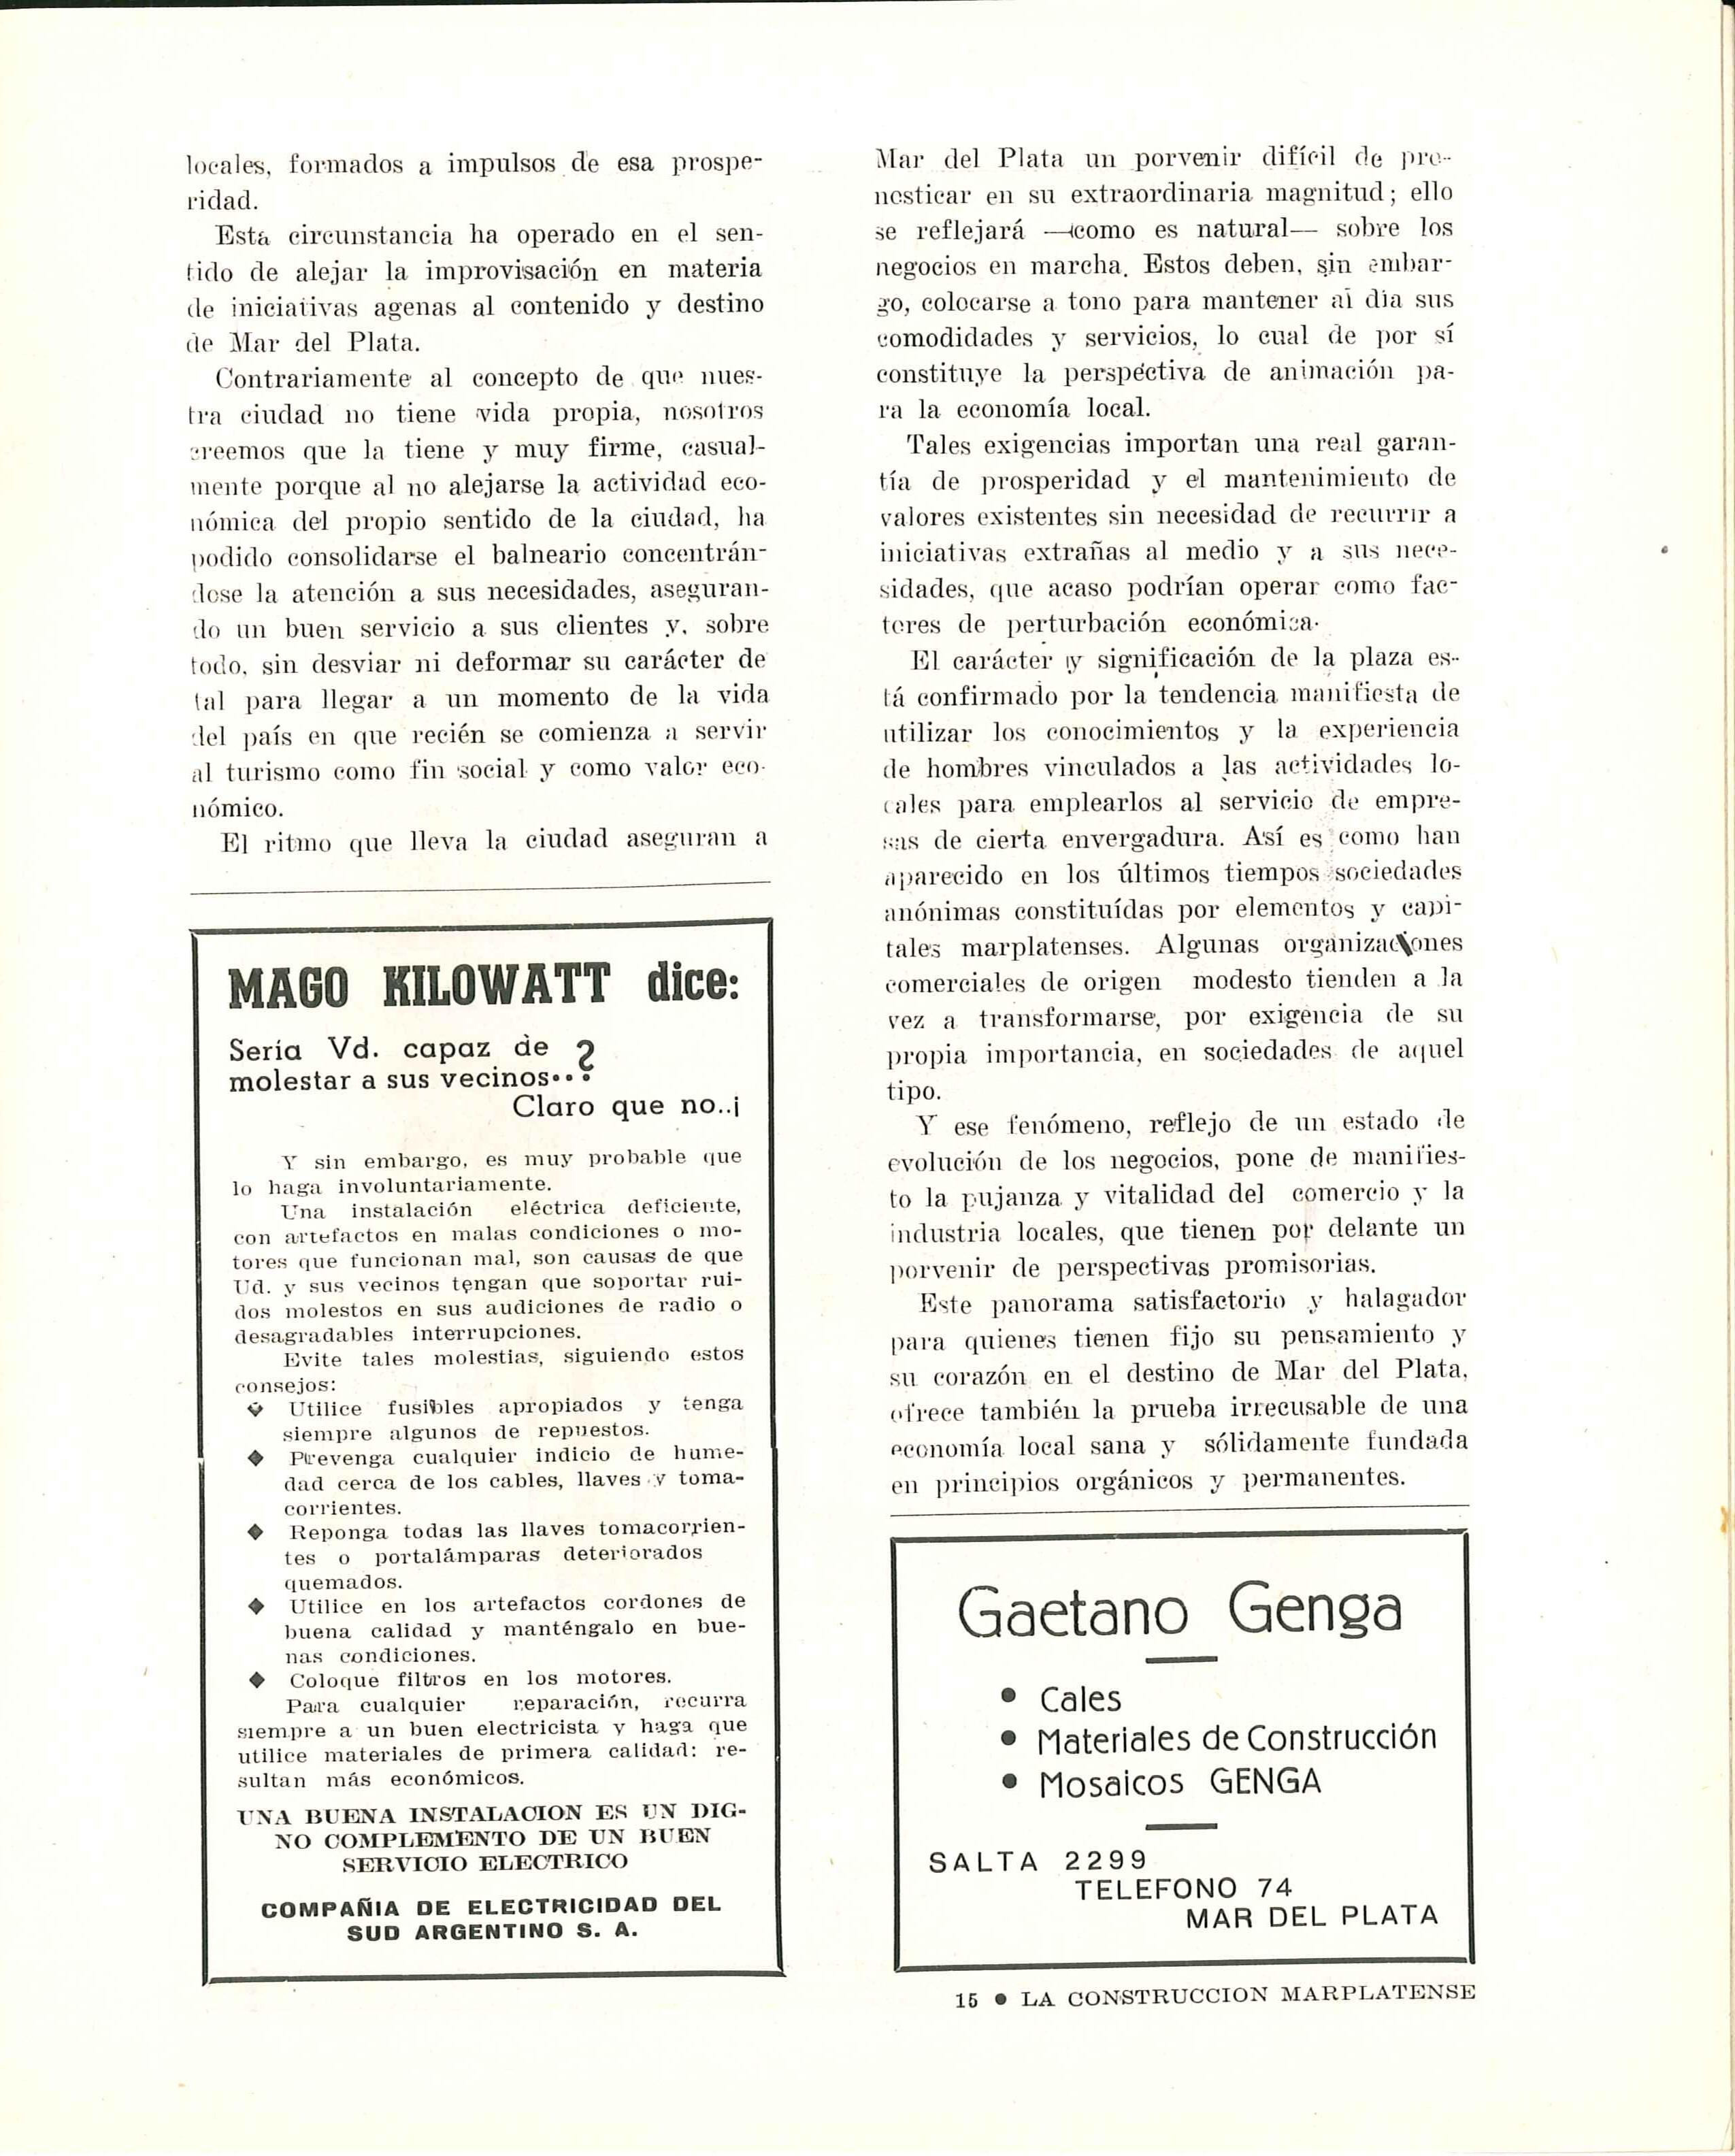 locales, formados a impulsos de esa prospe-
ridad.
Esta circunstancia ha operado en el sen-
tido de alejar la improvisación en materia
de iniciativas agenas al contenido y destino
de Mar del Plata.
Contrariamente al concepto de que nues-
tra ciudad no tiene vida propia, nosotros
creemos que la tiene y muy firme, casual-
mente porque al no alejarse la actividad eco-
nómica del propio sentido de la ciudad, ha
podido consolidarse el balneario concentrán-
dose la atención a sus necesidades, aseguran-
do un buen servicio a sus clientes y, sobre
todo, sin desviar ni deformar su carácter de
tal para llegar a un momento de la vida
del país en que recién se comienza a servir
al turismo como fin social y como valor eco-
nómico.
El ritmo que lleva la ciudad aseguran a
MAGO KILOWATT dice:
Sería Vd. capaz de
molestar a sus vecinos...?
Claro que no..¡
Y sin embargo, es muy probable que
lo haga involuntariamente.
Una instalación eléctrica deficiente,
con artefactos en malas condiciones o mo-
tores que funcionan mal, son causas de que
Ud. y sus vecinos tengan que soportar rui-
dos molestos en sus audiciones de radio o
desagradables interrupciones.
Evite tales molestias, siguiendo estos
consejos:
◆ Utilice fusibles apropiados y tenga
siempre algunos de repuestos.
◆ Prevenga cualquier indicio de hume-
dad cerca de los cables, llaves y toma-
corrientes.
◆ Reponga todas las llaves tomacorrien-
tes o portalámparas deteriorados
quemados.
◆ Utilice en los artefactos cordones de
buena calidad y manténgalo en bue-
nas condiciones.
◆ Coloque filtros en los motores.
Para cualquier reparación, recurra
siempre a un buen electricista y haga que
utilice materiales de primera calidad: re-
sultan más económicos.
UNA BUENA INSTALACION ES UN DIG-
NO COMPLEMENTO DE UN BUEN
SERVICIO ELECTRICO
COMPAÑIA DE ELECTRICIDAD DEL
SUD ARGENTINO S. A.
Mar del Plata un porvenir difícil de pro-
nosticar en su extraordinaria magnitud; ello
se reflejará —como es natural— sobre los
negocios en marcha. Estos deben, sin embar-
go, colocarse a tono para mantener al día sus
comodidades y servicios, lo cual de por sí
constituye la perspectiva de animación pa-
ra la economía local.
Tales exigencias importan una real garan-
tía de prosperidad y el mantenimiento de
valores existentes sin necesidad de recurrir a
iniciativas extrañas al medio y a sus nece-
sidades, que acaso podrían operar como fac-
tores de perturbación económica.
El carácter y significación de la plaza es-
tá confirmado por la tendencia manifiesta de
utilizar los conocimientos y la experiencia
de hombres vinculados a las actividades lo-
cales para emplearlos al servicio de empre-
sas de cierta envergadura. Así es como han
aparecido en los últimos tiempos sociedades
anónimas constituídas por elementos y capi-
tales marplatenses. Algunas organizaciones
comerciales de origen modesto tienden a la
vez a transformarse, por exigencia de su
propia importancia, en sociedades de aquel
tipo.
Y ese fenómeno, reflejo de un estado de
evolución de los negocios, pone de manifies-
to la pujanza y vitalidad del comercio y la
industria locales, que tienen por delante un
porvenir de perspectivas promisorias.
Este panorama satisfactorio y halagador
para quienes tienen fijo su pensamiento y
su corazón en el destino de Mar del Plata,
ofrece también la prueba irrecusable de una
economía local sana y sólidamente fundada
en principios orgánicos y permanentes.
Gaetano Genga
• Cales
• Materiales de Construcción
• Mosaicos GENGA
SALTA 2299
TELEFONO 74
MAR DEL PLATA
15 • LA CONSTRUCCION MARPLATENSE